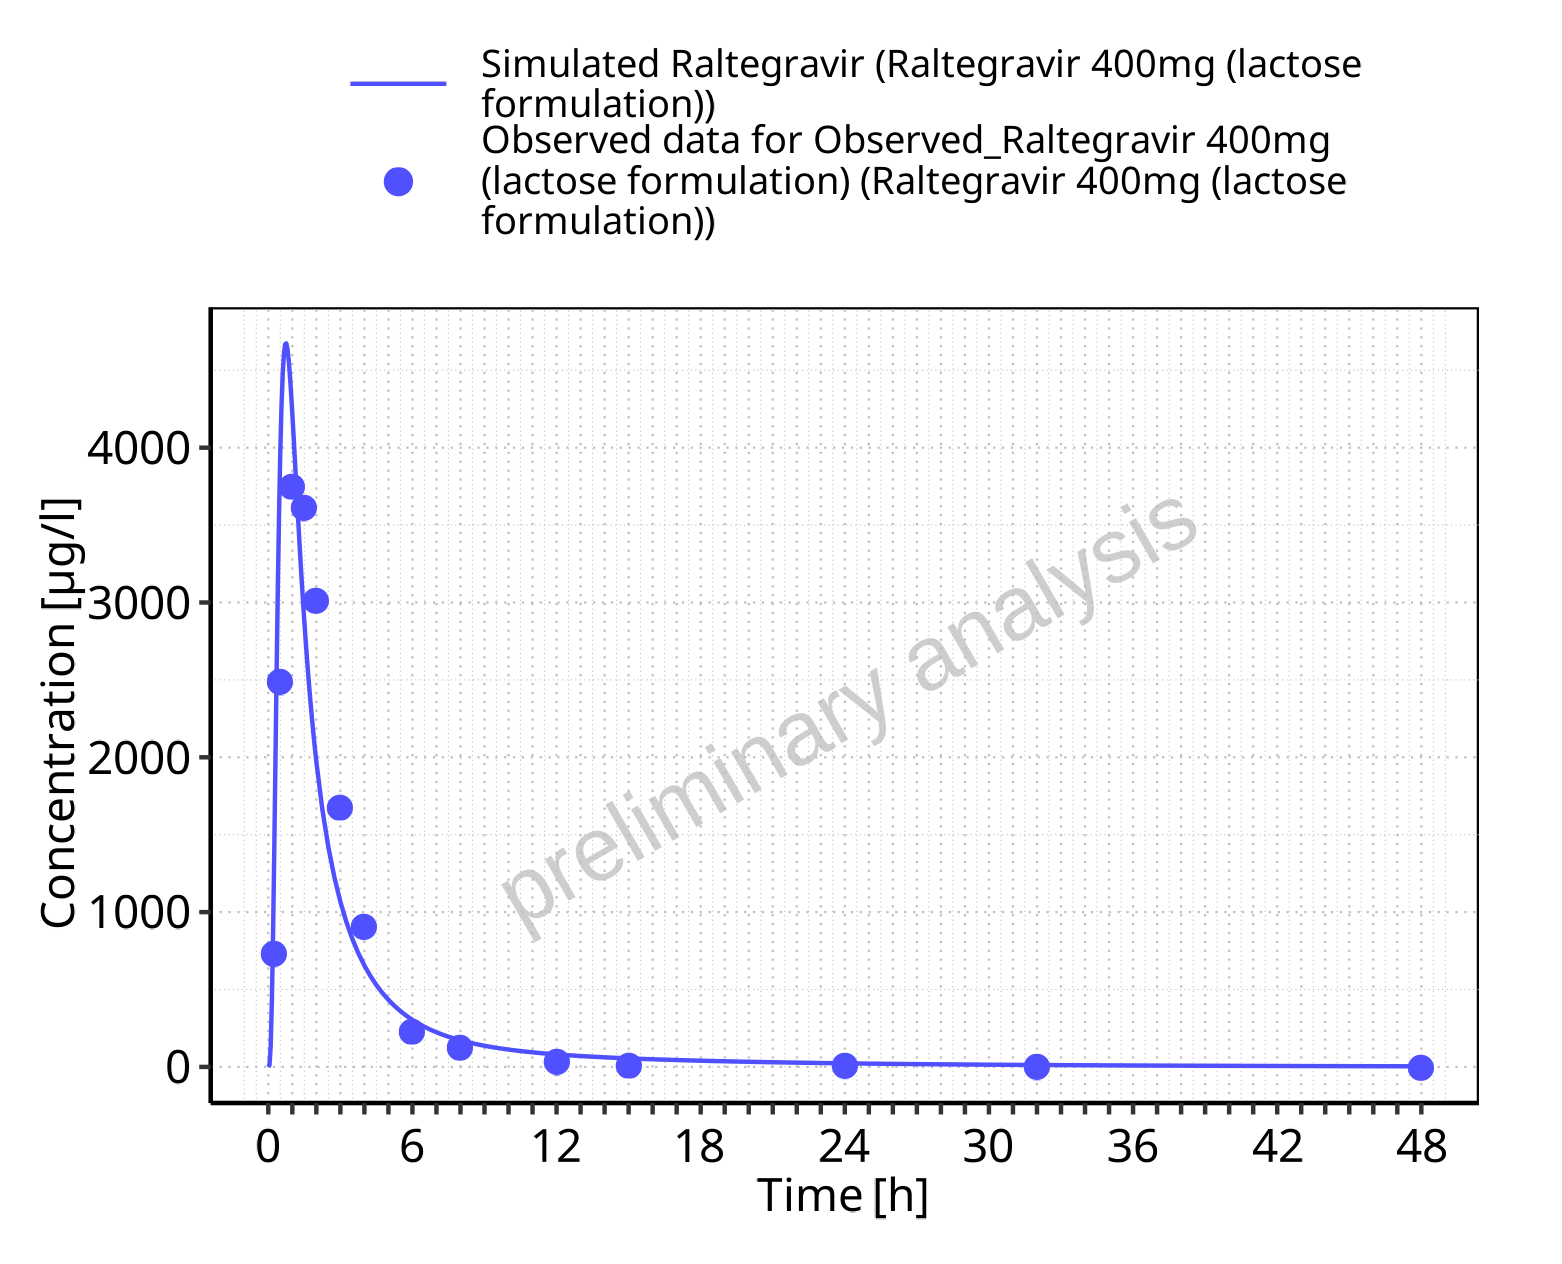 Simulated Raltegravir (Raltegravir 400mg (lactose
formulation))
Observed data for Observed_Raltegravir 400mg
(lactose formulation) (Raltegravir 400mg (lactose
formulation))
4000
3000
2000
1000
0
Concentration [µg/l]
preliminary analysis
0 6 12 18 24 30 36 42 48
Time [h]